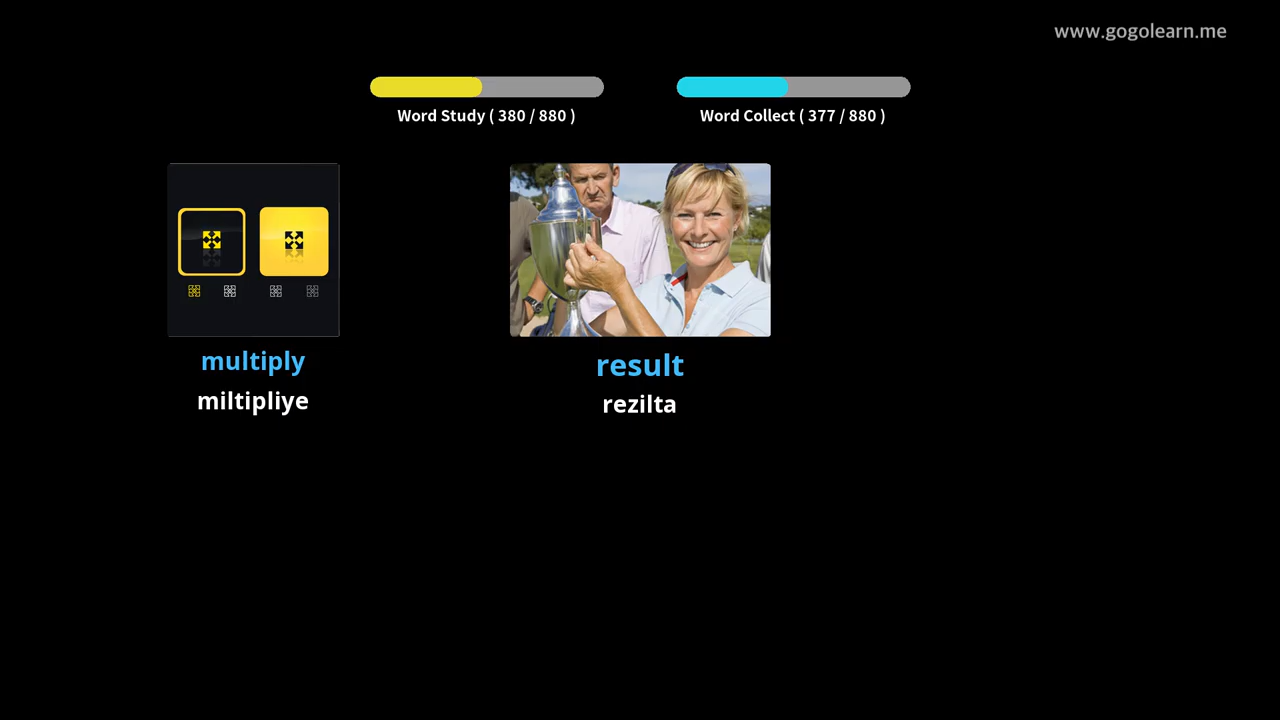 www.gogolearn.me
Word Study ( 380 / 880 )
Word Collect ( 377 / 880 )
multiply
miltipliye
result
rezilta